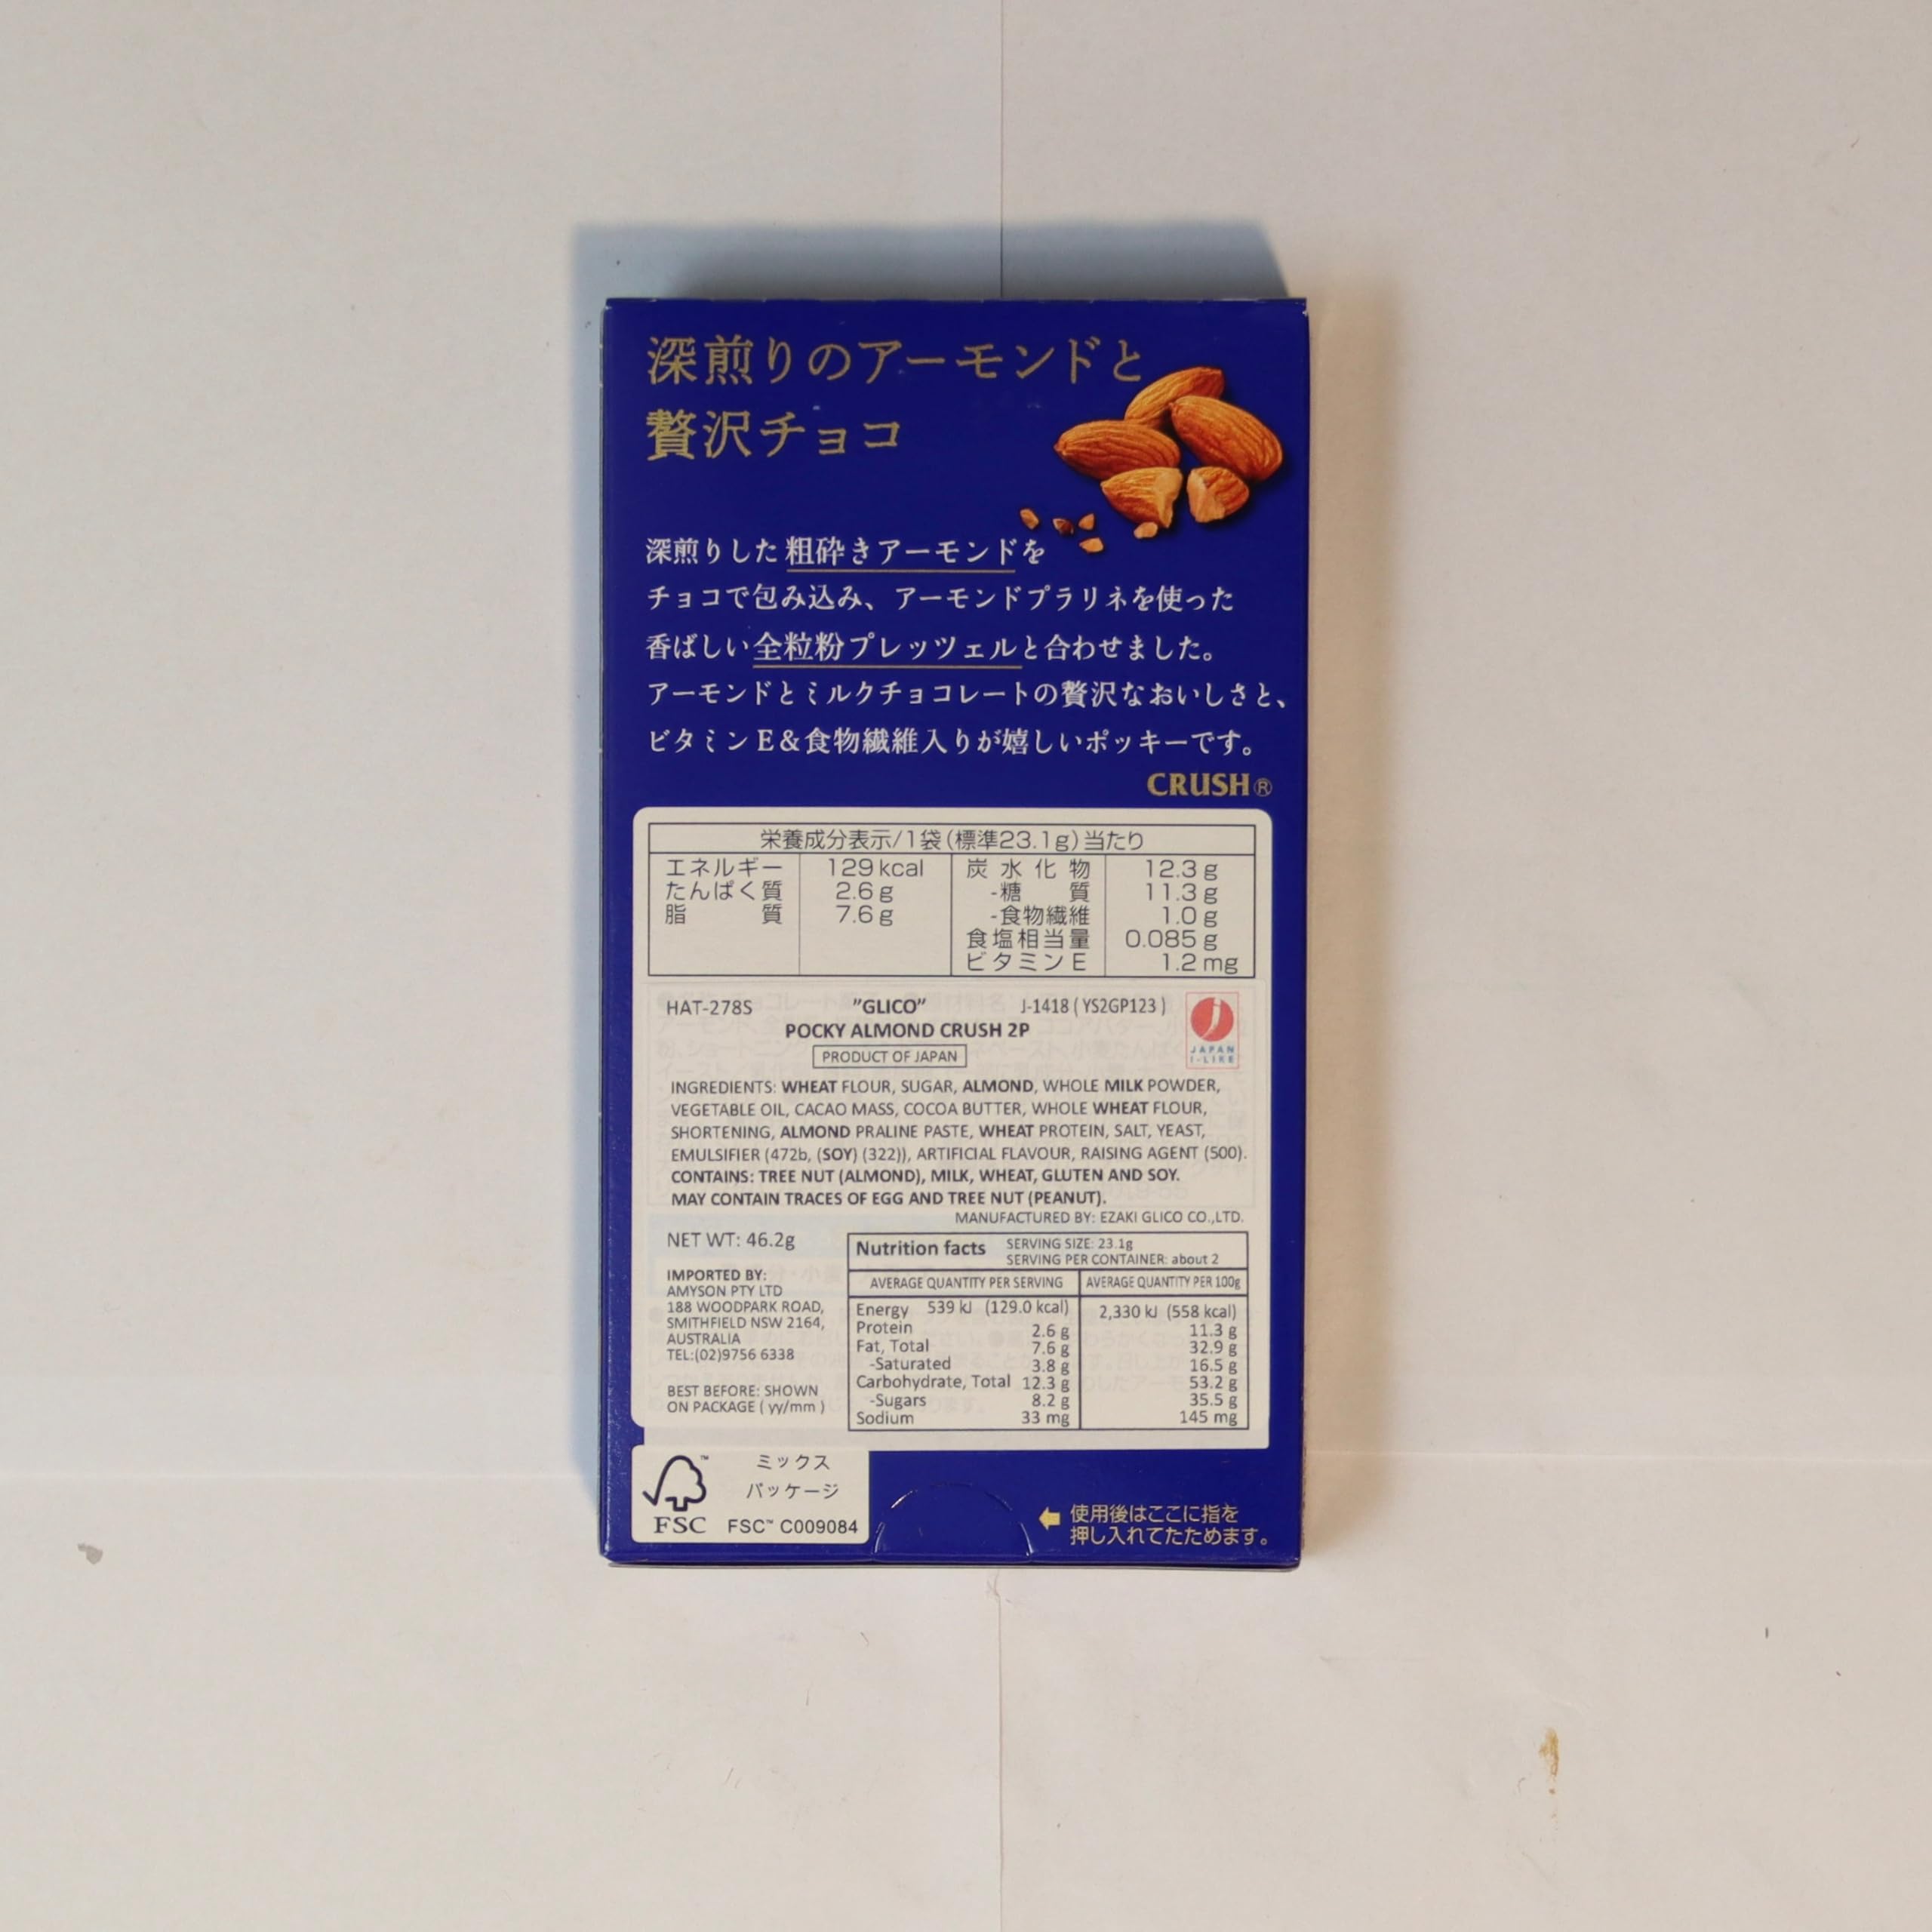 深煎りのアーモンドと
贅沢チョコ
深煎りした粗砕きアーモンドを
チョコで包み込み、アーモンドプラリネを使った
香ばしい全粒粉プレッツェルと合わせました。
アーモンドとミルクチョコレートの贅沢なおいしさと、
ビタミンE&食物繊維入りが嬉しいポッキーです。
CRUSH®
栄養成分表示/1袋(標準23.1g)当たり
エネルギー 129kcal 炭水化物 12.3g
たんぱく質 2.6g -糖質 11.3g
脂質 7.6g -食物繊維 1.0g
食塩相当量 0.085g
ビタミンE 1.2mg
HAT-278S "GLICO" J-1418 ( YS2GP123 )
POCKY ALMOND CRUSH 2P
PRODUCT OF JAPAN
JAPAN
I-LIKE
INGREDIENTS: WHEAT FLOUR, SUGAR, ALMOND, WHOLE MILK POWDER,
VEGETABLE OIL, CACAO MASS, COCOA BUTTER, WHOLE WHEAT FLOUR,
SHORTENING, ALMOND PRALINE PASTE, WHEAT PROTEIN, SALT, YEAST,
EMULSIFIER (472b, (SOY) (322)), ARTIFICIAL FLAVOUR, RAISING AGENT (500).
CONTAINS: TREE NUT (ALMOND), MILK, WHEAT, GLUTEN AND SOY.
MAY CONTAIN TRACES OF EGG AND TREE NUT (PEANUT).
MANUFACTURED BY: EZAKI GLICO CO.,LTD.
NET WT: 46.2g
IMPORTED BY:
AMYSON PTY LTD
188 WOODPARK ROAD,
SMITHFIELD NSW 2164,
AUSTRALIA
TEL:(02)9756 6338
BEST BEFORE: SHOWN
ON PACKAGE ( yy/mm )
Nutrition facts SERVING SIZE: 23.1g
SERVING PER CONTAINER: about 2
AVERAGE QUANTITY PER SERVING AVERAGE QUANTITY PER 100g
Energy 539 kJ (129.0 kcal) 2,330 kJ (558 kcal)
Protein 2.6 g 11.3 g
Fat, Total 7.6 g 32.9 g
-Saturated 3.8 g 16.5 g
Carbohydrate, Total 12.3 g 53.2 g
-Sugars 8.2 g 35.5 g
Sodium 33 mg 145 mg
ミックス
パッケージ
FSC FSC™ C009084
使用後はここに指を
押し入れてたためます。